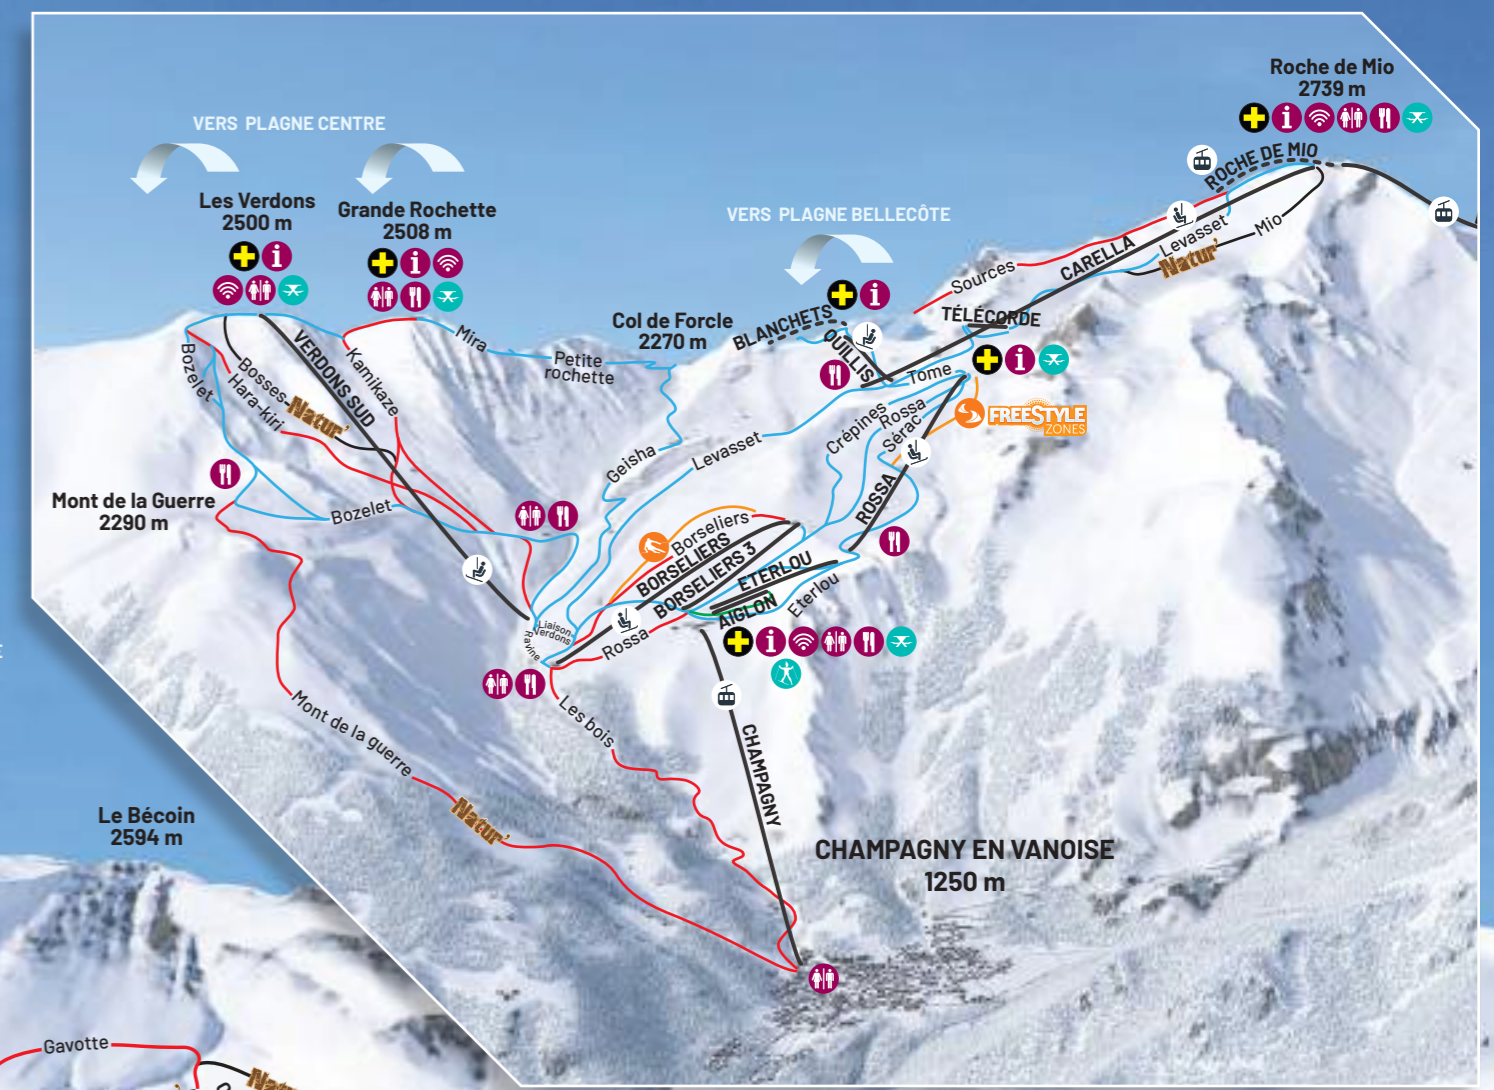 Roche de Mio
2739 m
VERS PLAGNE CENTRE
ROCHE DE MIO
Les Verdons
2500 m
Grande Rochette
2508 m
VERS PLAGNE BELLECÔTE
CARELLA
Levasset
Mio
Natur'
Sources
TÉLÉCORDE
Col de Forcle
2270 m
BLANCHETS
QUILLIS
Tome
FREESTYLE
ZONES
Mira
Petite
rochette
VERDONS SUD
Kamikaze
Bozelet
Bosses
Natur'
Hara-kiri
Crépines
Rossa
Sérac
Levasset
Geisha
ROSSA
Mont de la Guerre
2290 m
Bozelet
Borseliers
BORSELIERS
BORSELIERS 3
ETERLOU
Eterlou
AIGLON
Liaison
Verdons
Ravine
Rossa
Les bois
Mont de la guerre
Natur'
CHAMPAGNY
Le Bécoin
2594 m
CHAMPAGNY EN VANOISE
1250 m
Gavotte